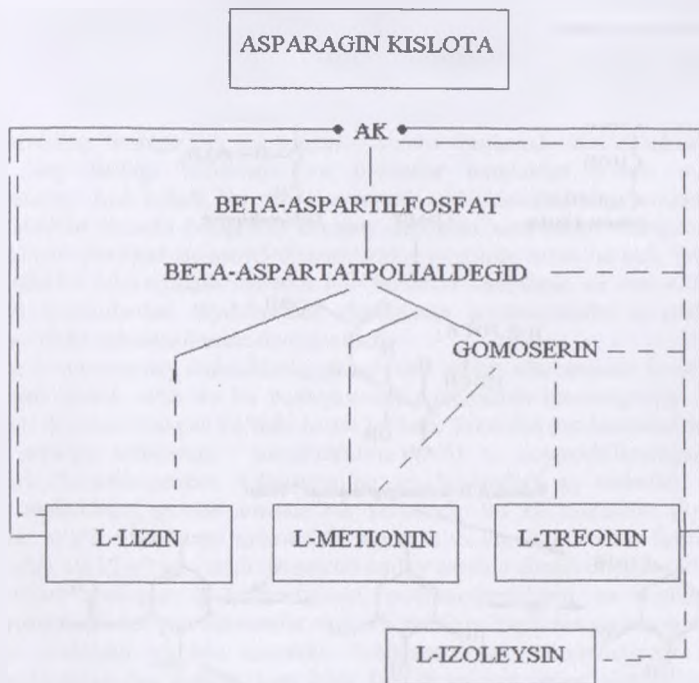 ASPARAGIN KISLOTA
AK
BETA-ASPARTILFOSFAT
BETA-ASPARTATPOLIALDEGID
GOMOSERIN
L-LIZIN
L-METIONIN
L-TREONIN
L-IZOLEYSIN